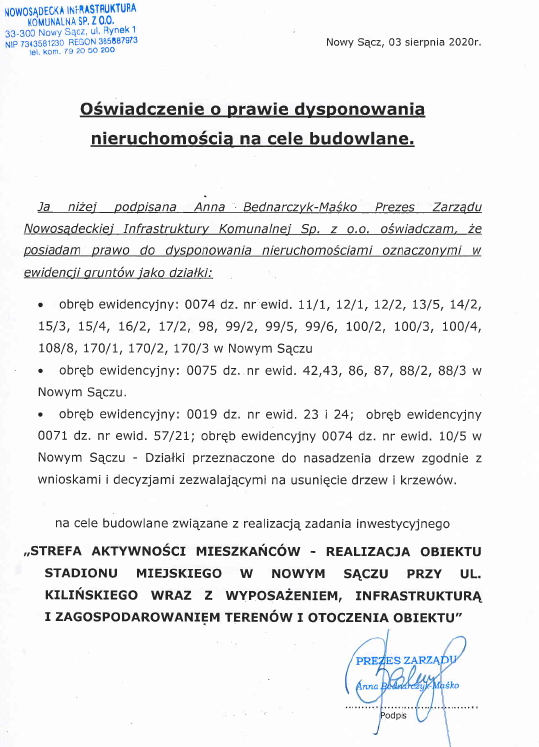 NOWOSĄDECKA INFRASTRUKTURA
KOMUNALNA SP. Z O.O.
33-300 Nowy Sącz, ul. Rynek 1
NIP 7343561230 REGON 385887973
tel. kom. 79 20 50 200
Nowy Sącz, 03 sierpnia 2020r.
Oświadczenie o prawie dysponowania
nieruchomością na cele budowlane.
Ja niżej podpisana Anna Bednarczyk-Maśko Prezes Zarządu
Nowosądeckiej Infrastruktury Komunalnej Sp. z o.o. oświadczam, że
posiadam prawo do dysponowania nieruchomościami oznaczonymi w
ewidencji gruntów jako działki:
• obręb ewidencyjny: 0074 dz. nr ewid. 11/1, 12/1, 12/2, 13/5, 14/2,
15/3, 15/4, 16/2, 17/2, 98, 99/2, 99/5, 99/6, 100/2, 100/3, 100/4,
108/8, 170/1, 170/2, 170/3 w Nowym Sączu
• obręb ewidencyjny: 0075 dz. nr ewid. 42,43, 86, 87, 88/2, 88/3 w
Nowym Sączu.
• obręb ewidencyjny: 0019 dz. nr ewid. 23 i 24; obręb ewidencyjny
0071 dz. nr ewid. 57/21; obręb ewidencyjny 0074 dz. nr ewid. 10/5 w
Nowym Sączu - Działki przeznaczone do nasadzenia drzew zgodnie z
wnioskami i decyzjami zezwalającymi na usunięcie drzew i krzewów.
na cele budowlane związane z realizacją zadania inwestycyjnego
„STREFA AKTYWNOŚCI MIESZKAŃCÓW - REALIZACJA OBIEKTU
STADIONU MIEJSKIEGO W NOWYM SĄCZU PRZY UL.
KILIŃSKIEGO WRAZ Z WYPOSAŻENIEM, INFRASTRUKTURĄ
I ZAGOSPODAROWANIEM TERENÓW I OTOCZENIA OBIEKTU”
PREZES ZARZĄDU
Anna Bednarczyk-Maśko
Podpis